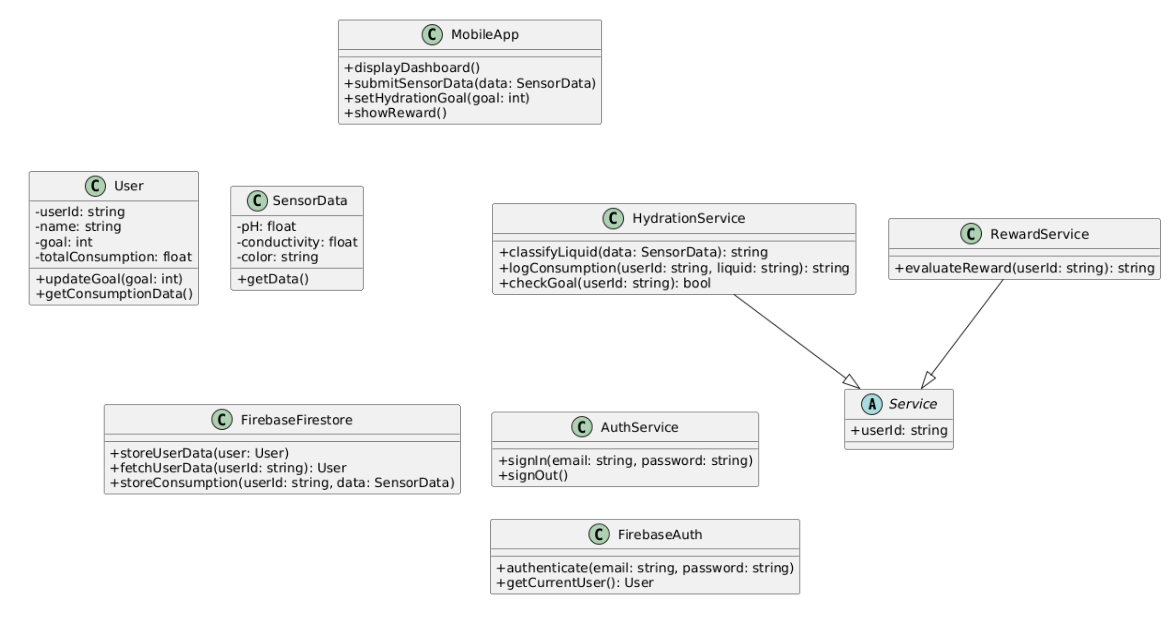 C MobileApp
+displayDashboard()
+submitSensorData(data: SensorData)
+setHydrationGoal(goal: int)
+showReward()
C User
-userId: string
-name: string
-goal: int
-totalConsumption: float
+updateGoal(goal: int)
+getConsumptionData()
C SensorData
-pH: float
-conductivity: float
-color: string
+getData()
C HydrationService
+classifyLiquid(data: SensorData): string
+logConsumption(userId: string, liquid: string): string
+checkGoal(userId: string): bool
C RewardService
+evaluateReward(userId: string): string
A Service
+userId: string
C FirebaseFirestore
+storeUserData(user: User)
+fetchUserData(userId: string): User
+storeConsumption(userId: string, data: SensorData)
C AuthService
+signIn(email: string, password: string)
+signOut()
C FirebaseAuth
+authenticate(email: string, password: string)
+getCurrentUser(): User